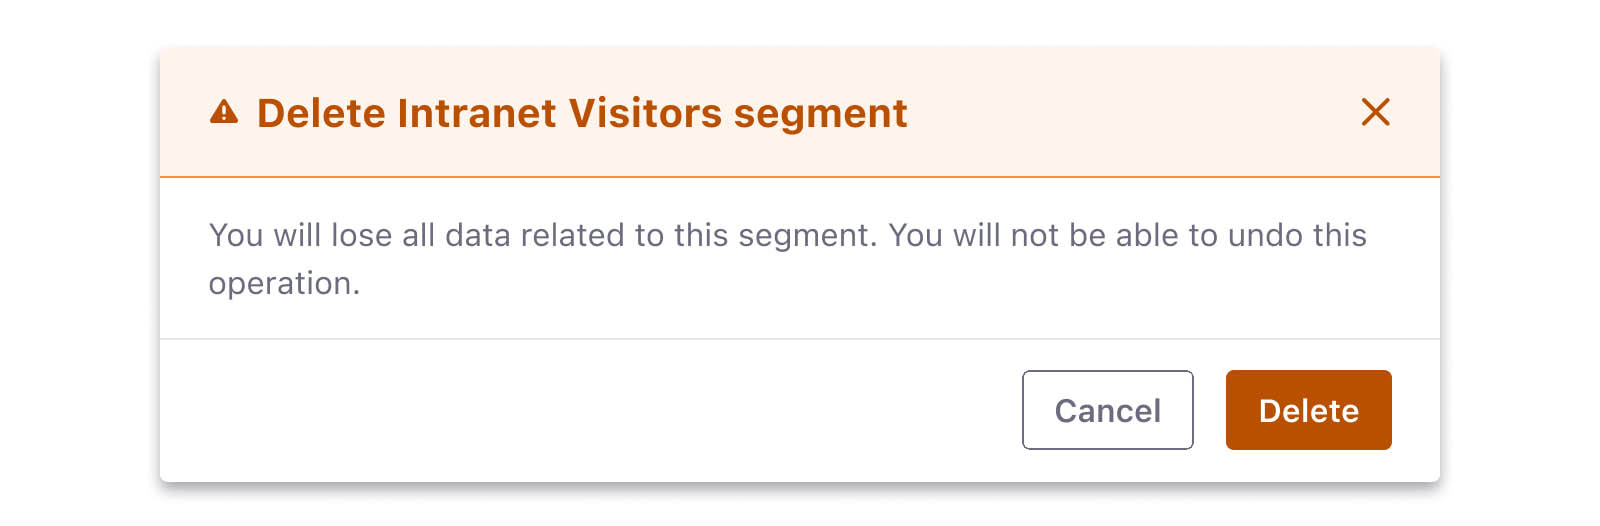 Delete Intranet Visitors segment
You will lose all data related to this segment. You will not be able to undo this
operation.
Cancel
Delete